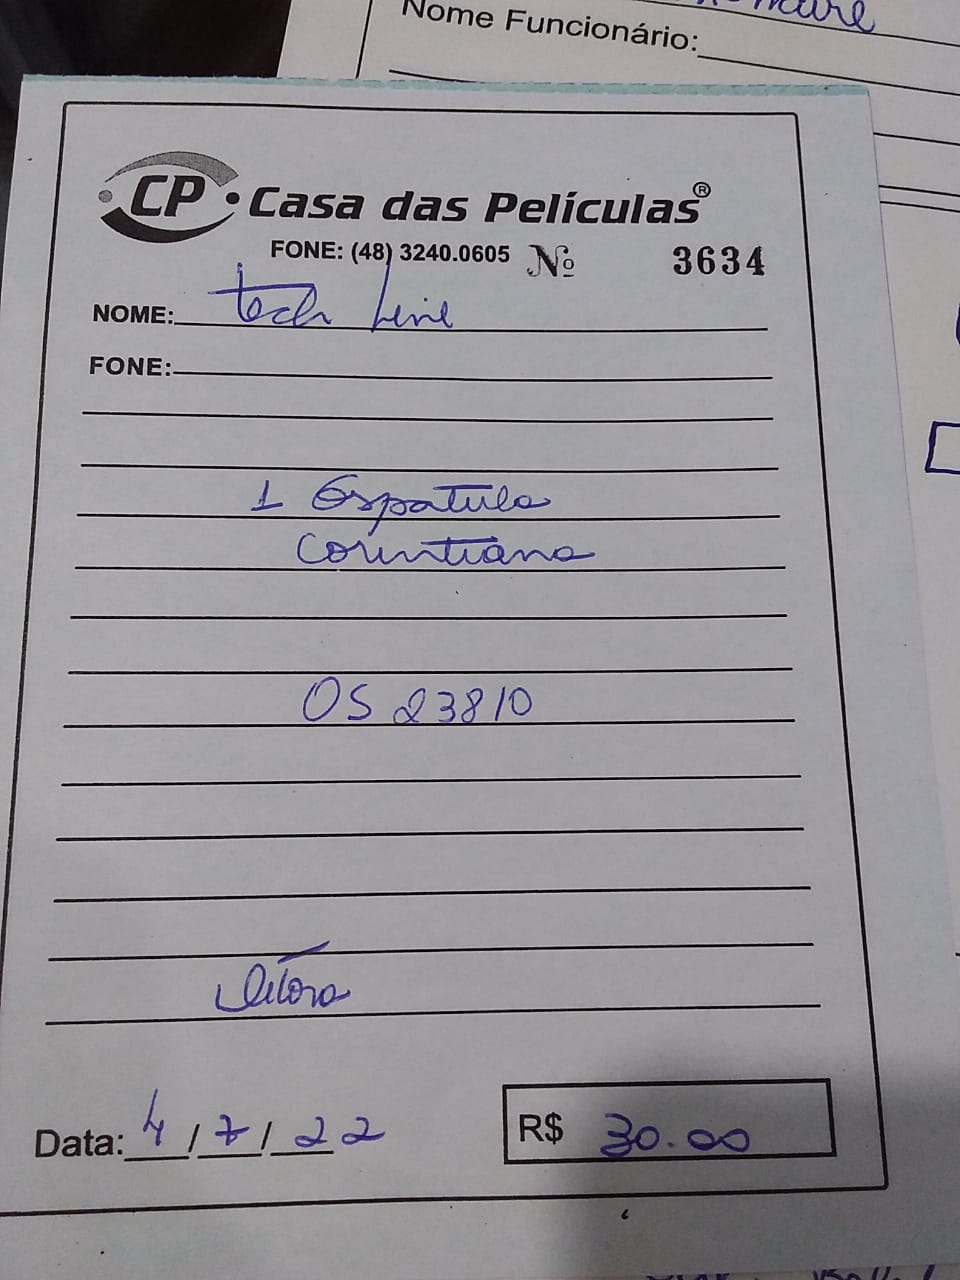 Nome Funcionário:
CP Casa das Películas®
FONE: (48) 3240.0605 Nº 3634
NOME: Tech Line
FONE:
1 Espatula
Corintiana
OS 23810
Data: 4/7/22 R$ 30.00